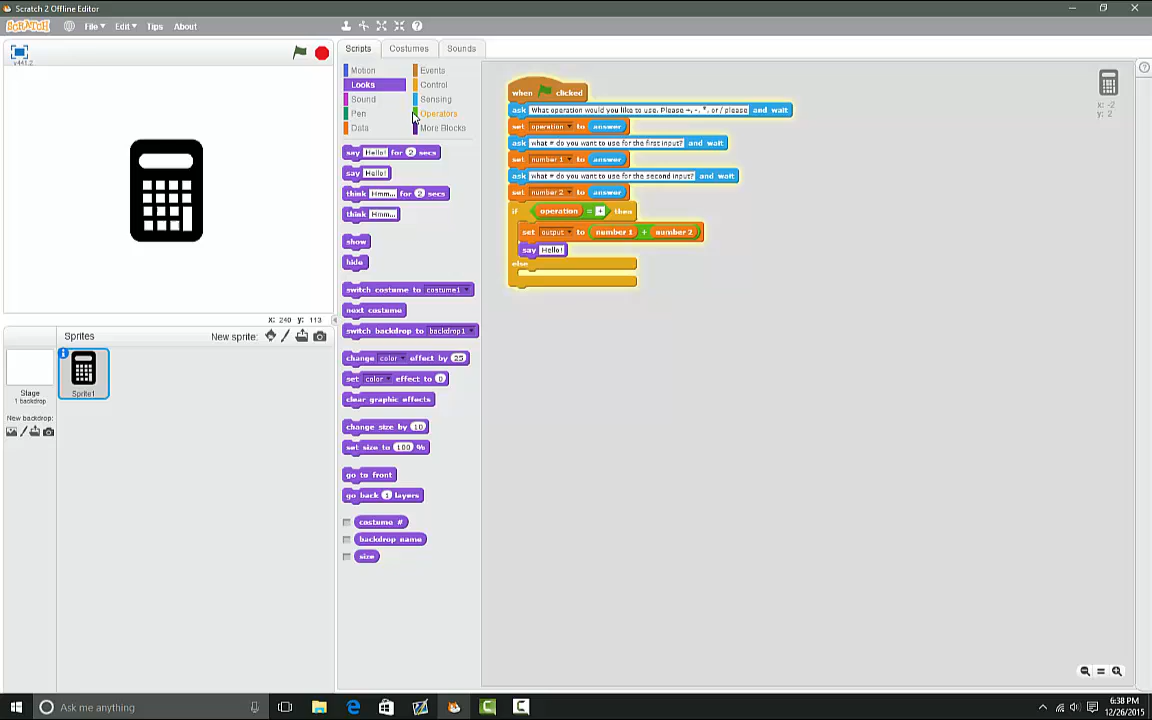 Scratch 2 Offline Editor
SCRATCH File Edit Tips About
v441.2
Scripts Costumes Sounds
Motion Events
Looks Control
Sound Sensing
Pen Operators
Data More Blocks
say Hello! for 2 secs
say Hello!
think Hmm... for 2 secs
think Hmm...
show
hide
switch costume to costume1
next costume
switch backdrop to backdrop1
change color effect by 25
set color effect to 0
clear graphic effects
change size by 10
set size to 100 %
go to front
go back 1 layers
costume #
backdrop name
size
when clicked
ask What operation would you like to use. Please +, -, *, or / please and wait
set operation to answer
ask what # do you want to use for the first input? and wait
set number 1 to answer
ask what # do you want to use for the second input? and wait
set number 2 to answer
if operation = + then
set output to number 1 + number 2
say Hello!
else
x: -2
y: 2
X: 240 y: 113
Sprites New sprite:
Stage
1 backdrop
New backdrop:
Sprite1
Ask me anything
6:38 PM
12/26/2015